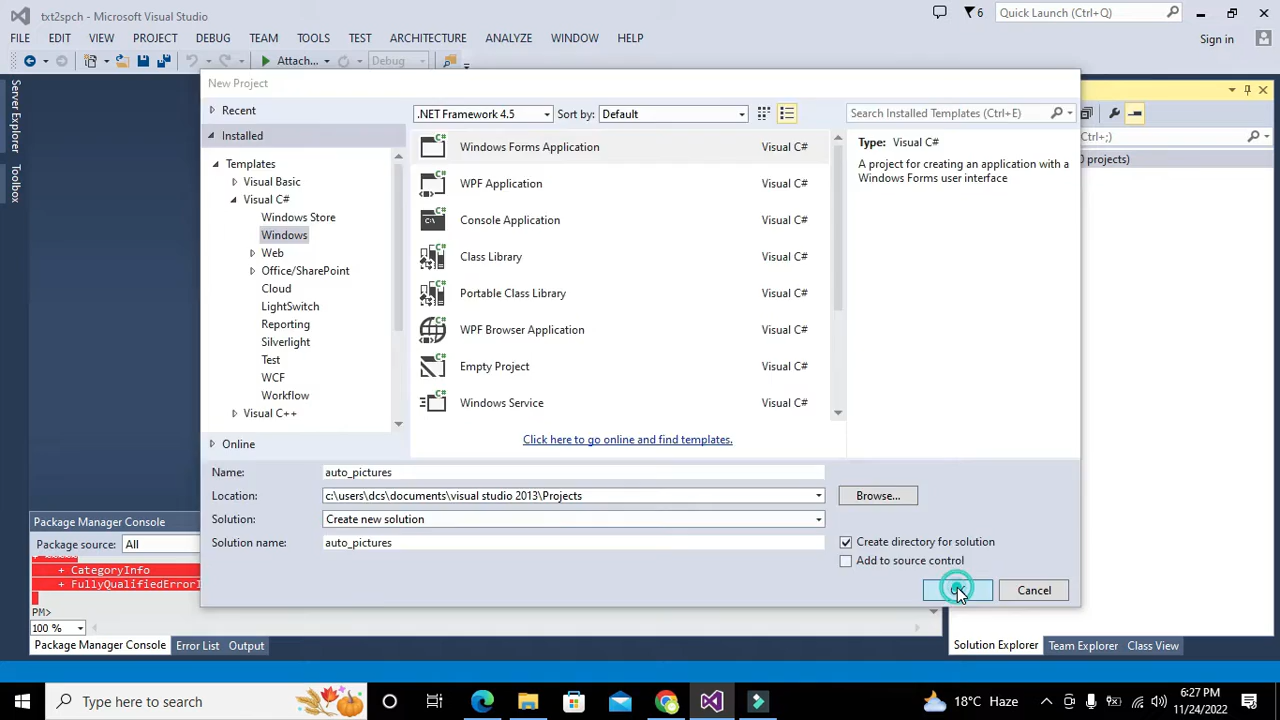 txt2spch - Microsoft Visual Studio
6
Quick Launch (Ctrl+Q)
FILE EDIT VIEW PROJECT DEBUG TEAM TOOLS TEST ARCHITECTURE ANALYZE WINDOW HELP
Sign in
Attach...
Debug
New Project
Server Explorer
Toolbox
Recent
Installed
Templates
Visual Basic
Visual C#
Windows Store
Windows
Web
Office/SharePoint
Cloud
LightSwitch
Reporting
Silverlight
Test
WCF
Workflow
Visual C++
Online
.NET Framework 4.5
Sort by: Default
Search Installed Templates (Ctrl+E)
Windows Forms Application Visual C#
WPF Application Visual C#
Console Application Visual C#
Class Library Visual C#
Portable Class Library Visual C#
WPF Browser Application Visual C#
Empty Project Visual C#
Windows Service Visual C#
Click here to go online and find templates.
Type: Visual C#
A project for creating an application with a
Windows Forms user interface
Ctrl+;)
projects)
Name: auto_pictures
Location: c:\users\dcs\documents\visual studio 2013\Projects
Browse...
Solution: Create new solution
Solution name: auto_pictures
Create directory for solution
Add to source control
Cancel
Package Manager Console
Package source: All
+ CategoryInfo
+ FullyQualifiedErrorI
PM>
100 %
Package Manager Console Error List Output
Solution Explorer Team Explorer Class View
Type here to search
18°C Haze
6:27 PM
11/24/2022